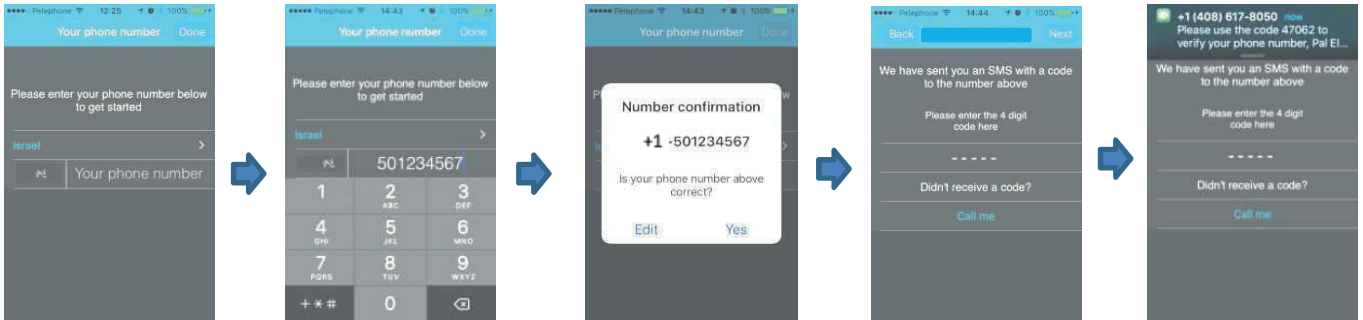 Pelephone 12:25 100%
Your phone number Done
Please enter your phone number below
to get started
Israel >
+1 Your phone number
Pelephone 14:43 100%
Your phone number Done
Please enter your phone number below
to get started
Israel >
+1 501234567
1 2 3
ABC DEF
4 5 6
GHI JKL MNO
7 8 9
PQRS TUV WXYZ
+*# 0
Pelephone 14:43 100%
Your phone number Done
Number confirmation
+1 -501234567
Is your phone number above
correct?
Edit Yes
Pelephone 14:44 100%
Back Next
We have sent you an SMS with a code
to the number above
Please enter the 4 digit
code here
- - - - -
Didn't receive a code?
Call me
+1 (408) 617-8050 now
Please use the code 47062 to
verify your phone number, Pal El...
We have sent you an SMS with a code
to the number above
Please enter the 4 digit
code here
- - - - -
Didn't receive a code?
Call me